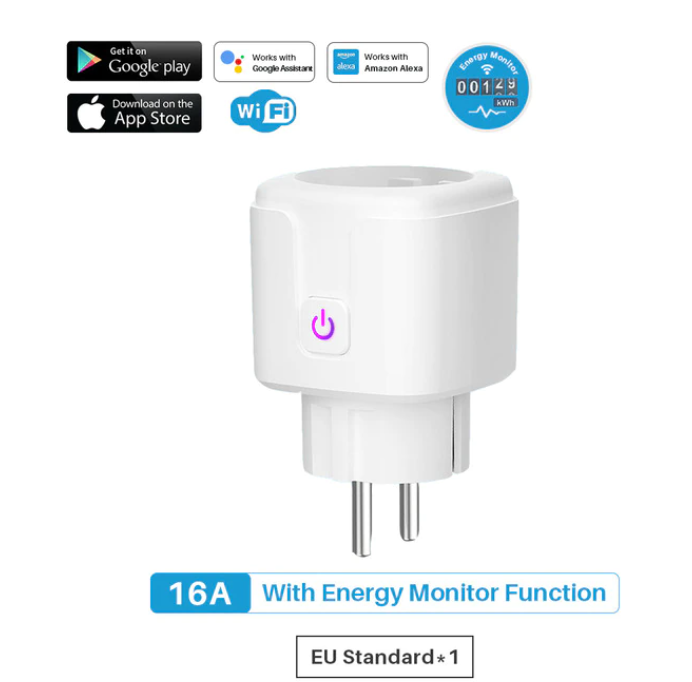 Get it on
Google play
Works with
Google Assistant
amazon
alexa
Works with
Amazon Alexa
Energy Monitor
kWh
Download on the
App Store
WiFi
16A
With Energy Monitor Function
EU Standard*1